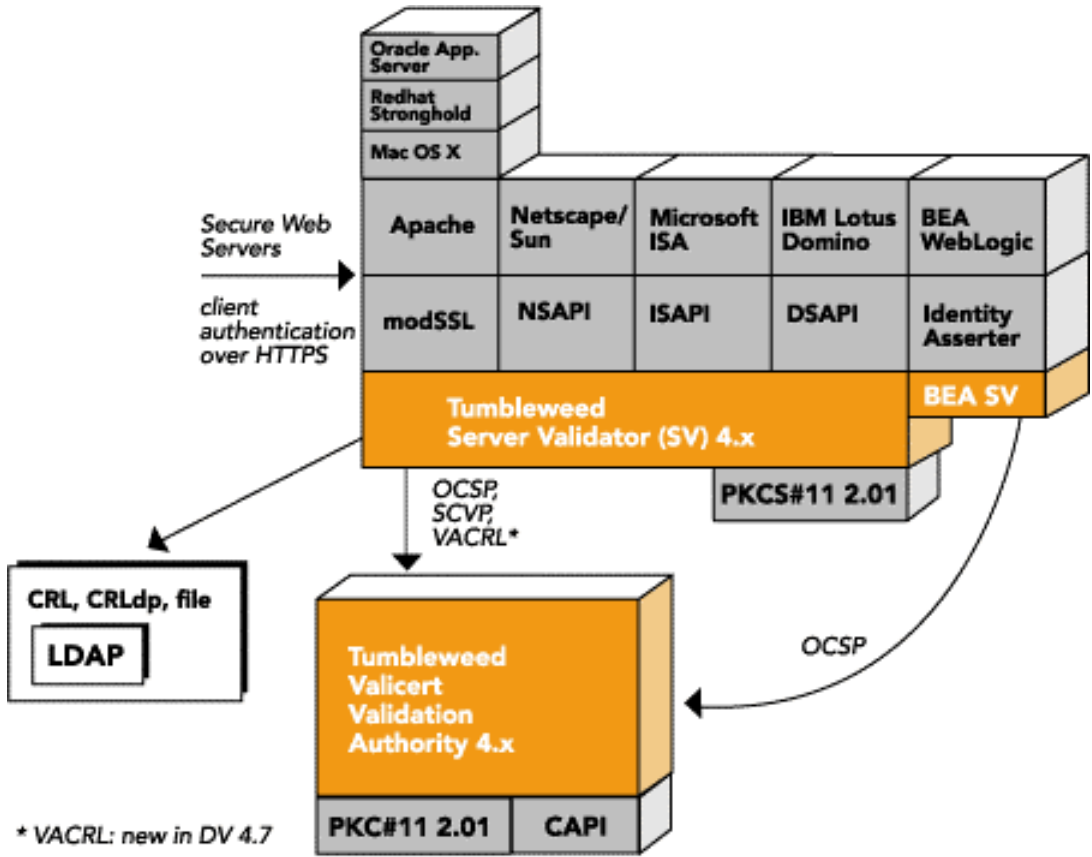 Oracle App.
Server
Redhat
Stronghold
Mac OS X
Apache
Netscape/
Sun
Microsoft
ISA
IBM Lotus
Domino
BEA
WebLogic
Secure Web
Servers
client
authentication
over HTTPS
modSSL
NSAPI
ISAPI
DSAPI
Identity
Asserter
Tumbleweed
Server Validator (SV) 4.x
BEA SV
PKCS#11 2.01
OCSP,
SCVP,
VACRL*
CRL, CRLdp, file
LDAP
OCSP
Tumbleweed
Valicert
Validation
Authority 4.x
PKC#11 2.01
CAPI
* VACRL: new in DV 4.7